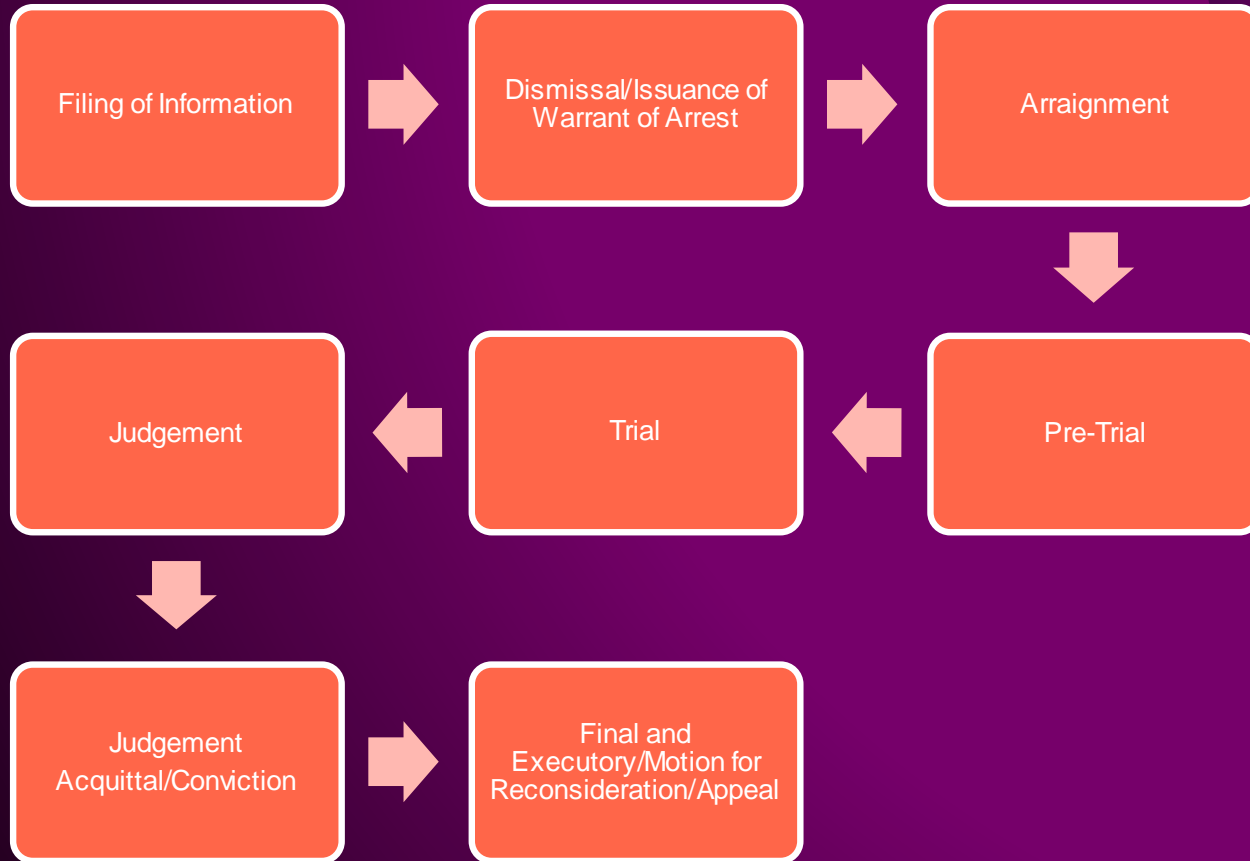 Filing of Information
Dismissal/Issuance of
Warrant of Arrest
Arraignment
Pre-Trial
Trial
Judgement
Judgement
Acquittal/Conviction
Final and
Executory/Motion for
Reconsideration/Appeal